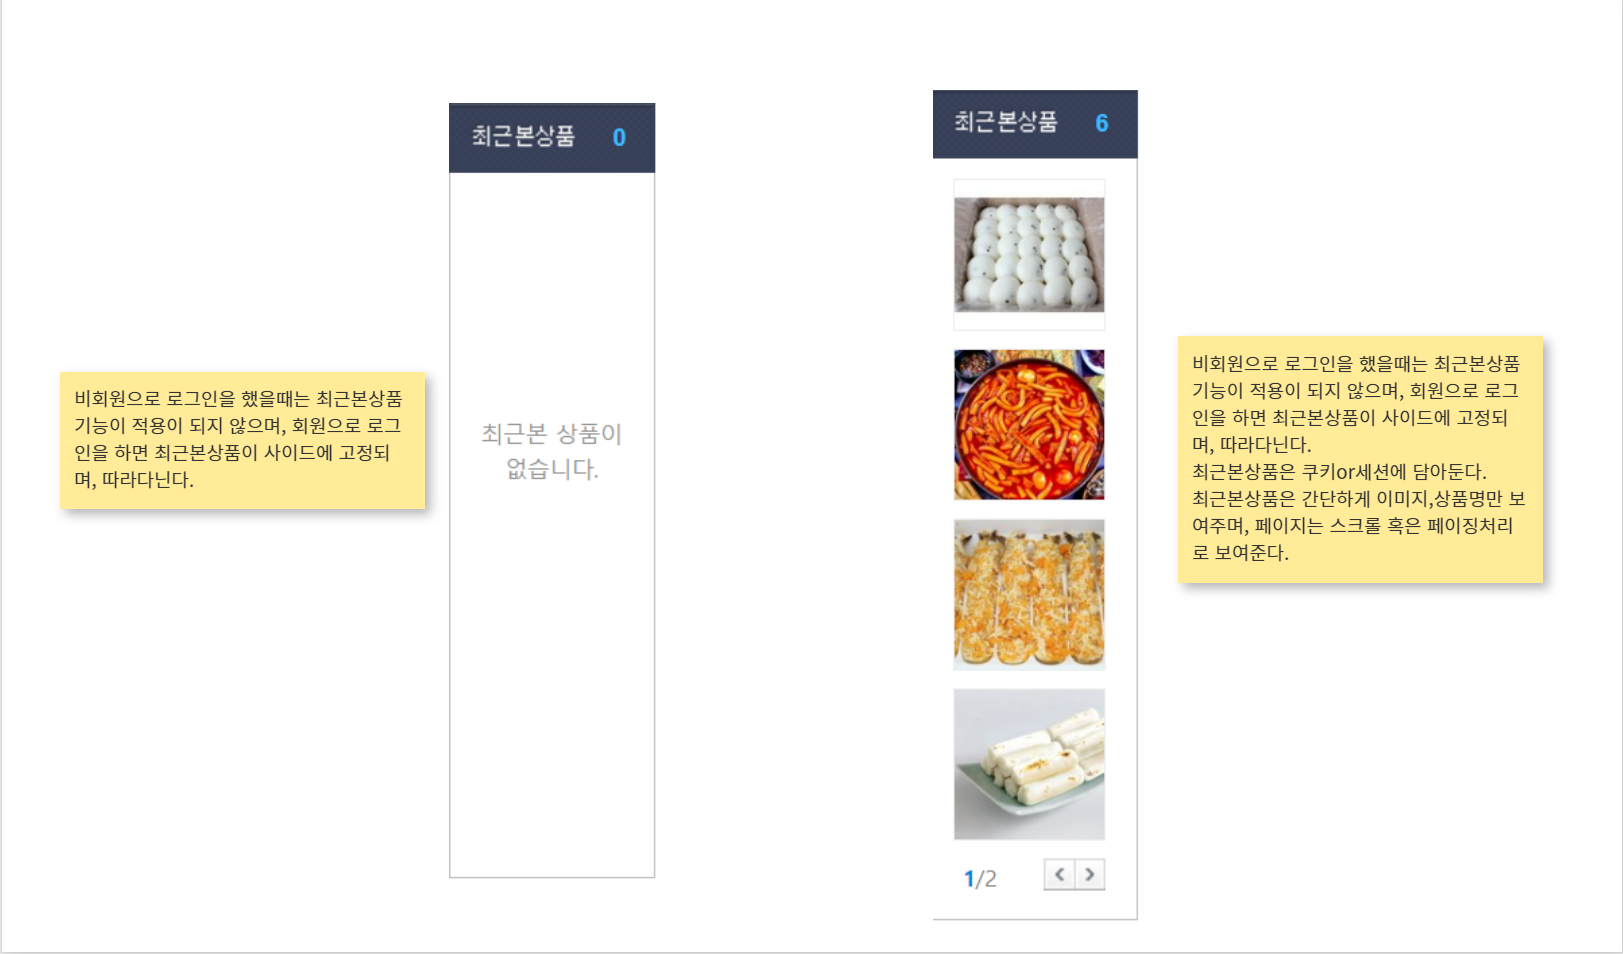 최근본상품 0
최근본 상품이
없습니다.
비회원으로 로그인을 했을때는 최근본상품
기능이 적용이 되지 않으며, 회원으로 로그
인을 하면 최근본상품이 사이드에 고정되
며, 따라다닌다.
최근본상품 6
1/2
비회원으로 로그인을 했을때는 최근본상품
기능이 적용이 되지 않으며, 회원으로 로그
인을 하면 최근본상품이 사이드에 고정되
며, 따라다닌다.
최근본상품은 쿠키or세션에 담아둔다.
최근본상품은 간단하게 이미지,상품명만 보
여주며, 페이지는 스크롤 혹은 페이징처리
로 보여준다.